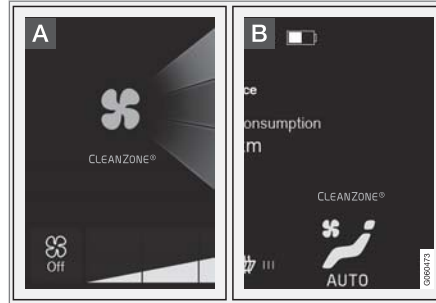 A
CLEANZONE®
Off
B
ce
onsumption
m
CLEANZONE®
AUTO
G060473